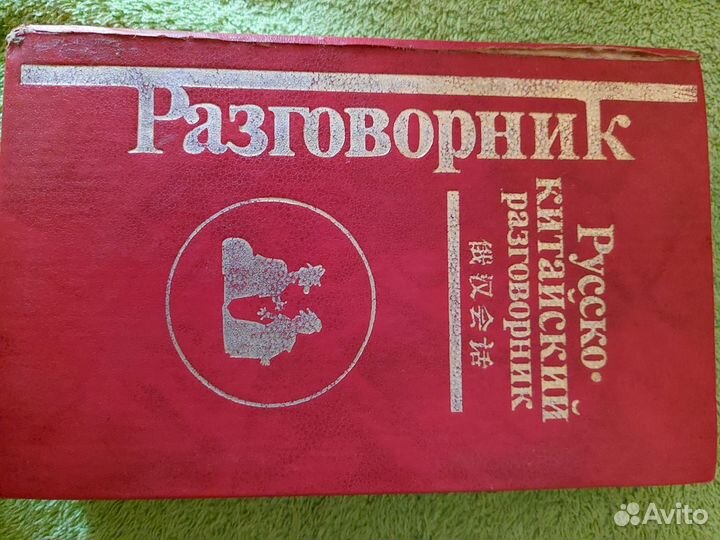 Разговорник
Русско-
китайский
разговорник
俄汉会话
Avito